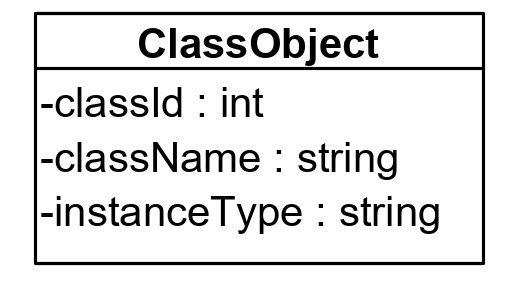 ClassObject
-classId : int
-className : string
-instanceType : string